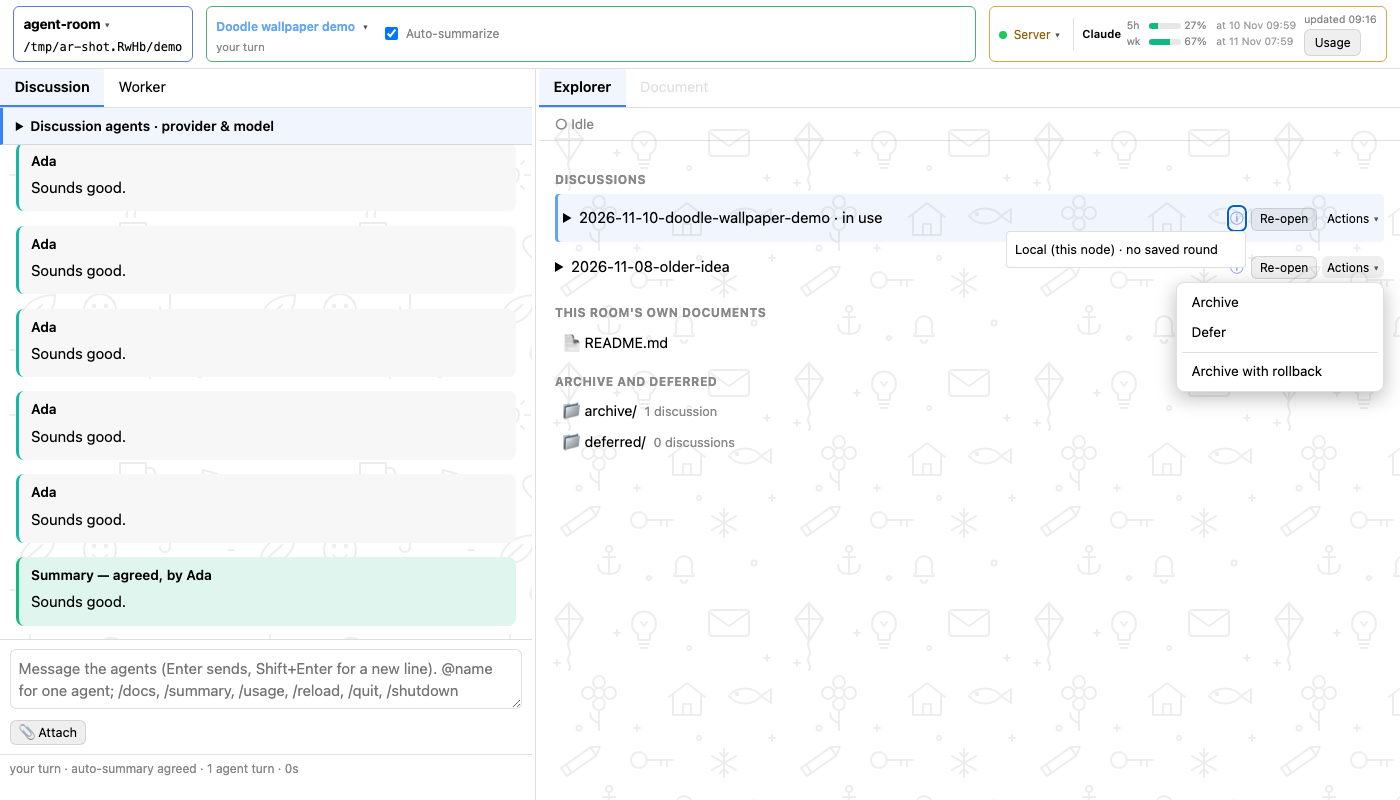 agent-room ▾
/tmp/ar-shot.RwHb/demo
Doodle wallpaper demo ▾
your turn
Auto-summarize
Server ▾
Claude
5h 27% at 10 Nov 09:59
wk 67% at 11 Nov 07:59
updated 09:16
Usage
Discussion Worker
Discussion agents · provider & model
Ada
Sounds good.
Ada
Sounds good.
Ada
Sounds good.
Ada
Sounds good.
Ada
Sounds good.
Summary — agreed, by Ada
Sounds good.
Message the agents (Enter sends, Shift+Enter for a new line). @name
for one agent; /docs, /summary, /usage, /reload, /quit, /shutdown
Attach
your turn · auto-summary agreed · 1 agent turn · 0s
Explorer Document
Idle
DISCUSSIONS
2026-11-10-doodle-wallpaper-demo · in use
Re-open Actions ▾
Local (this node) · no saved round
2026-11-08-older-idea
Re-open Actions ▾
Archive
Defer
Archive with rollback
THIS ROOM'S OWN DOCUMENTS
README.md
ARCHIVE AND DEFERRED
archive/ 1 discussion
deferred/ 0 discussions